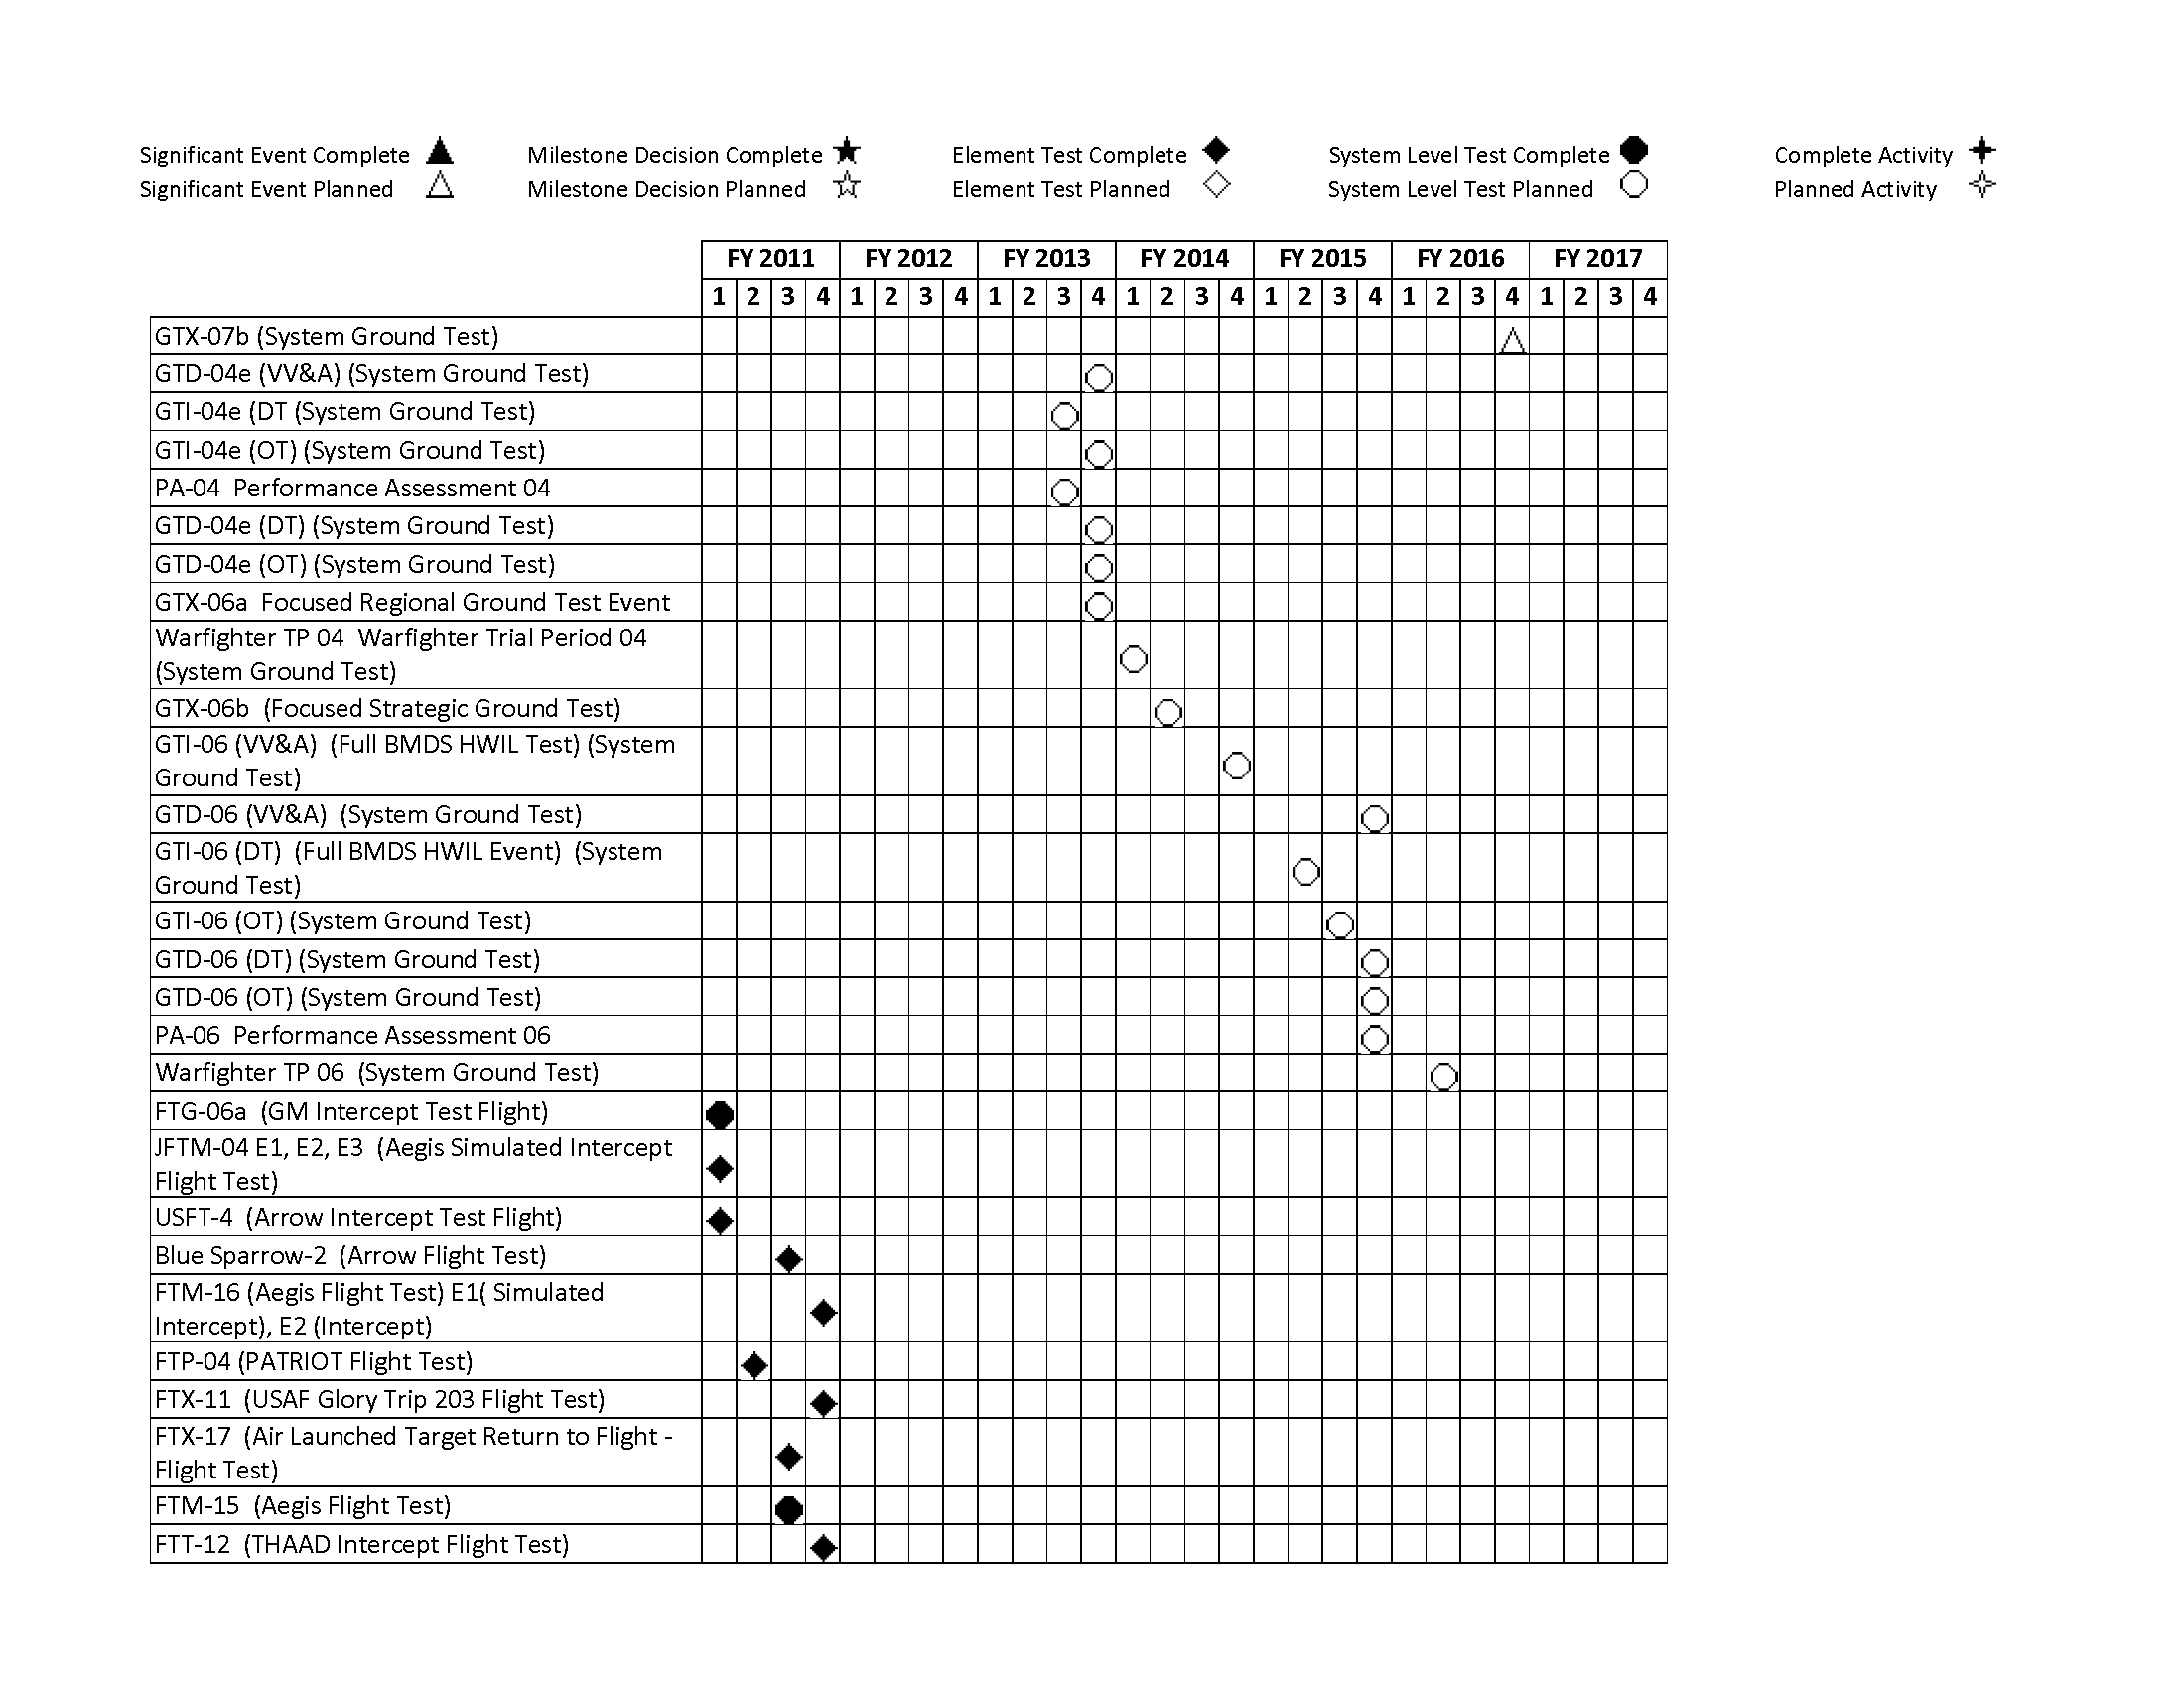 Significant Event Complete Milestone Decision Complete Element Test Complete System Level Test Complete Complete Activity
Significant Event Planned Milestone Decision Planned Element Test Planned System Level Test Planned Planned Activity
FY 2011 FY 2012 FY 2013 FY 2014 FY 2015 FY 2016 FY 2017
1 2 3 4 1 2 3 4 1 2 3 4 1 2 3 4 1 2 3 4 1 2 3 4 1 2 3 4
GTX-07b (System Ground Test)
GTD-04e (VV&A) (System Ground Test)
GTI-04e (DT (System Ground Test)
GTI-04e (OT) (System Ground Test)
PA-04 Performance Assessment 04
GTD-04e (DT) (System Ground Test)
GTD-04e (OT) (System Ground Test)
GTX-06a Focused Regional Ground Test Event
Warfighter TP 04 Warfighter Trial Period 04
(System Ground Test)
GTX-06b (Focused Strategic Ground Test)
GTI-06 (VV&A) (Full BMDS HWIL Test) (System
Ground Test)
GTD-06 (VV&A) (System Ground Test)
GTI-06 (DT) (Full BMDS HWIL Event) (System
Ground Test)
GTI-06 (OT) (System Ground Test)
GTD-06 (DT) (System Ground Test)
GTD-06 (OT) (System Ground Test)
PA-06 Performance Assessment 06
Warfighter TP 06 (System Ground Test)
FTG-06a (GM Intercept Test Flight)
JFTM-04 E1, E2, E3 (Aegis Simulated Intercept
Flight Test)
USFT-4 (Arrow Intercept Test Flight)
Blue Sparrow-2 (Arrow Flight Test)
FTM-16 (Aegis Flight Test) E1( Simulated
Intercept), E2 (Intercept)
FTP-04 (PATRIOT Flight Test)
FTX-11 (USAF Glory Trip 203 Flight Test)
FTX-17 (Air Launched Target Return to Flight -
Flight Test)
FTM-15 (Aegis Flight Test)
FTT-12 (THAAD Intercept Flight Test)